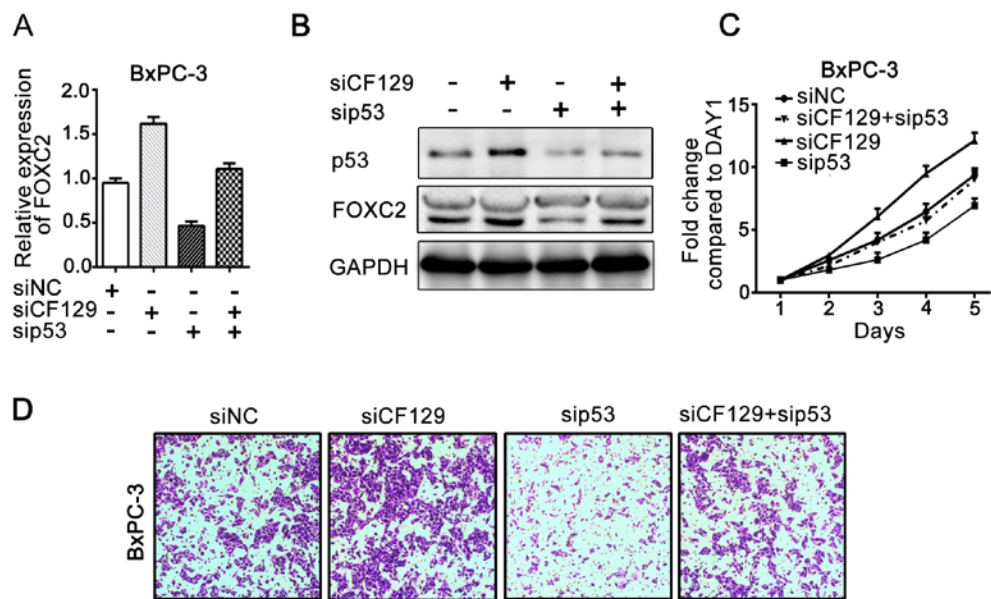 A
BxPC-3
Relative expression
of FOXC2
2.0
1.5
1.0
0.5
0.0
siNC + - - -
siCF129 - + - +
sip53 - - + +
B
siCF129 - + - +
sip53 - - + +
p53
FOXC2
GAPDH
C
BxPC-3
siNC
siCF129+sip53
siCF129
sip53
Fold change
compared to DAY1
15
10
5
0
1 2 3 4 5
Days
D
siNC siCF129 sip53 siCF129+sip53
BxPC-3